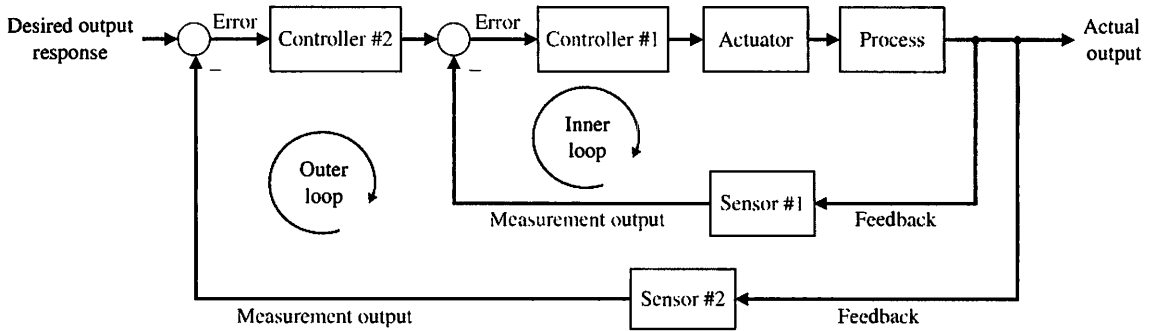 Desired output
response
Error
Controller #2
Error
Controller #1
Actuator
Process
Actual
output
–
–
Outer
loop
Inner
loop
Sensor #1
Measurement output
Feedback
Sensor #2
Measurement output
Feedback